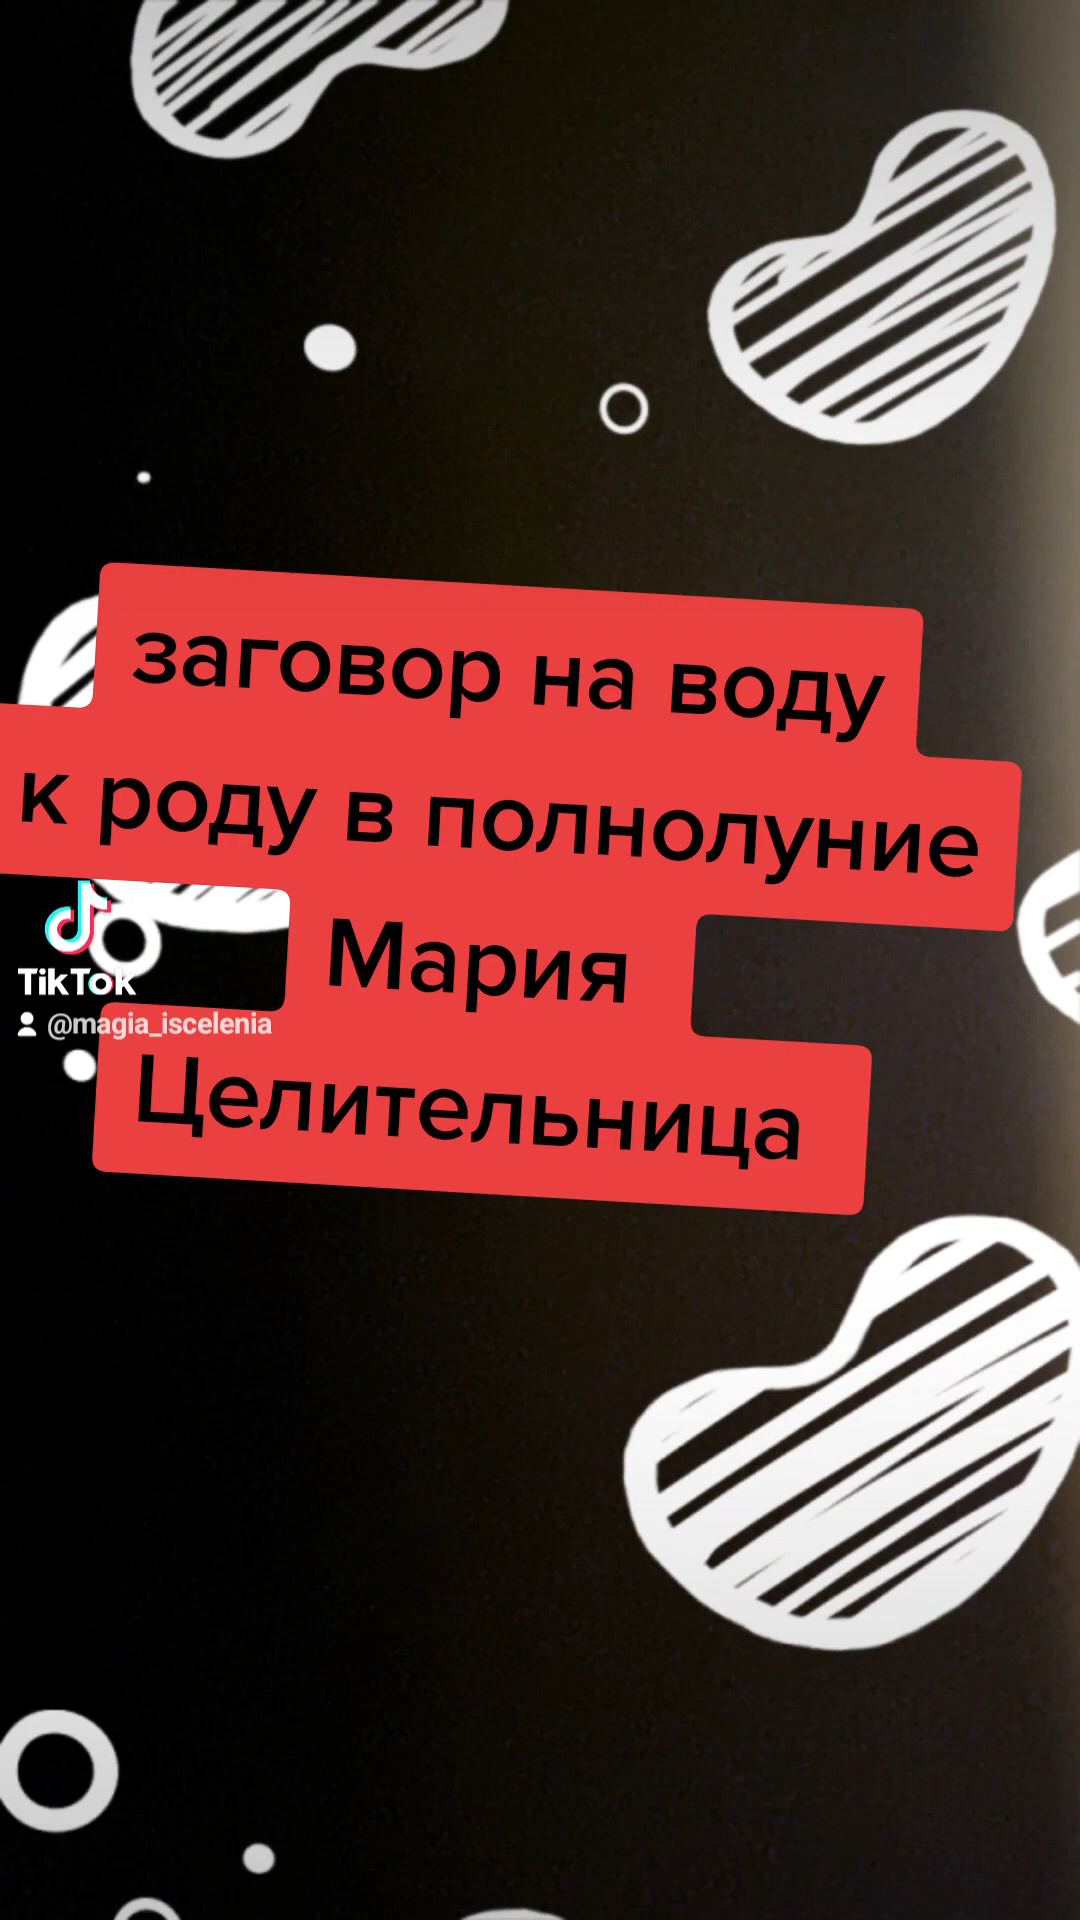 заговор на воду
к роду в полнолуние
Мария
Целительница
TikTok
@magia_iscelenia